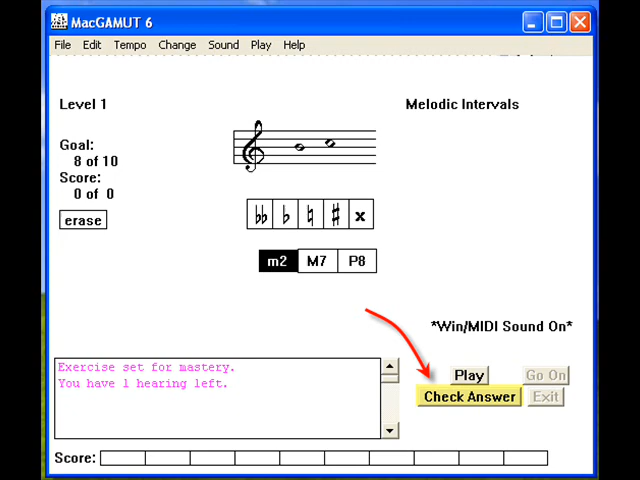 MacGAMUT 6
File Edit Tempo Change Sound Play Help
Level 1
Melodic Intervals
Goal:
8 of 10
Score:
0 of 0
erase
♭♭ ♭ ♮ ♯ x
m2 M7 P8
*Win/MIDI Sound On*
Exercise set for mastery.
You have 1 hearing left.
Play Go On
Check Answer Exit
Score: